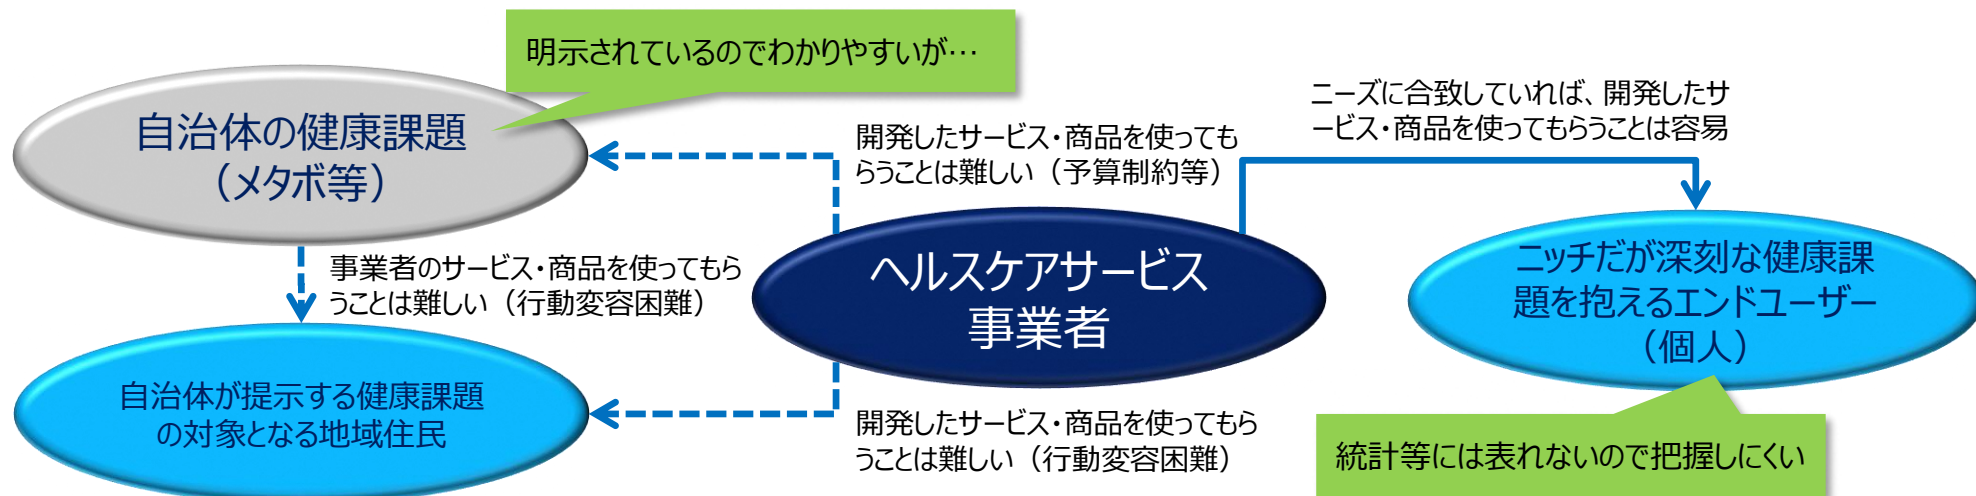 明示されているのでわかりやすいが…
自治体の健康課題
（メタボ等）
開発したサービス・商品を使っても
らうことは難しい（予算制約等）
ニーズに合致していれば、開発したサ
ービス・商品を使ってもらうことは容易
事業者のサービス・商品を使ってもら
うことは難しい（行動変容困難）
ヘルスケアサービス
事業者
ニッチだが深刻な健康課
題を抱えるエンドユーザー
（個人）
自治体が提示する健康課題
の対象となる地域住民
開発したサービス・商品を使ってもら
うことは難しい（行動変容困難）
統計等には表れないので把握しにくい